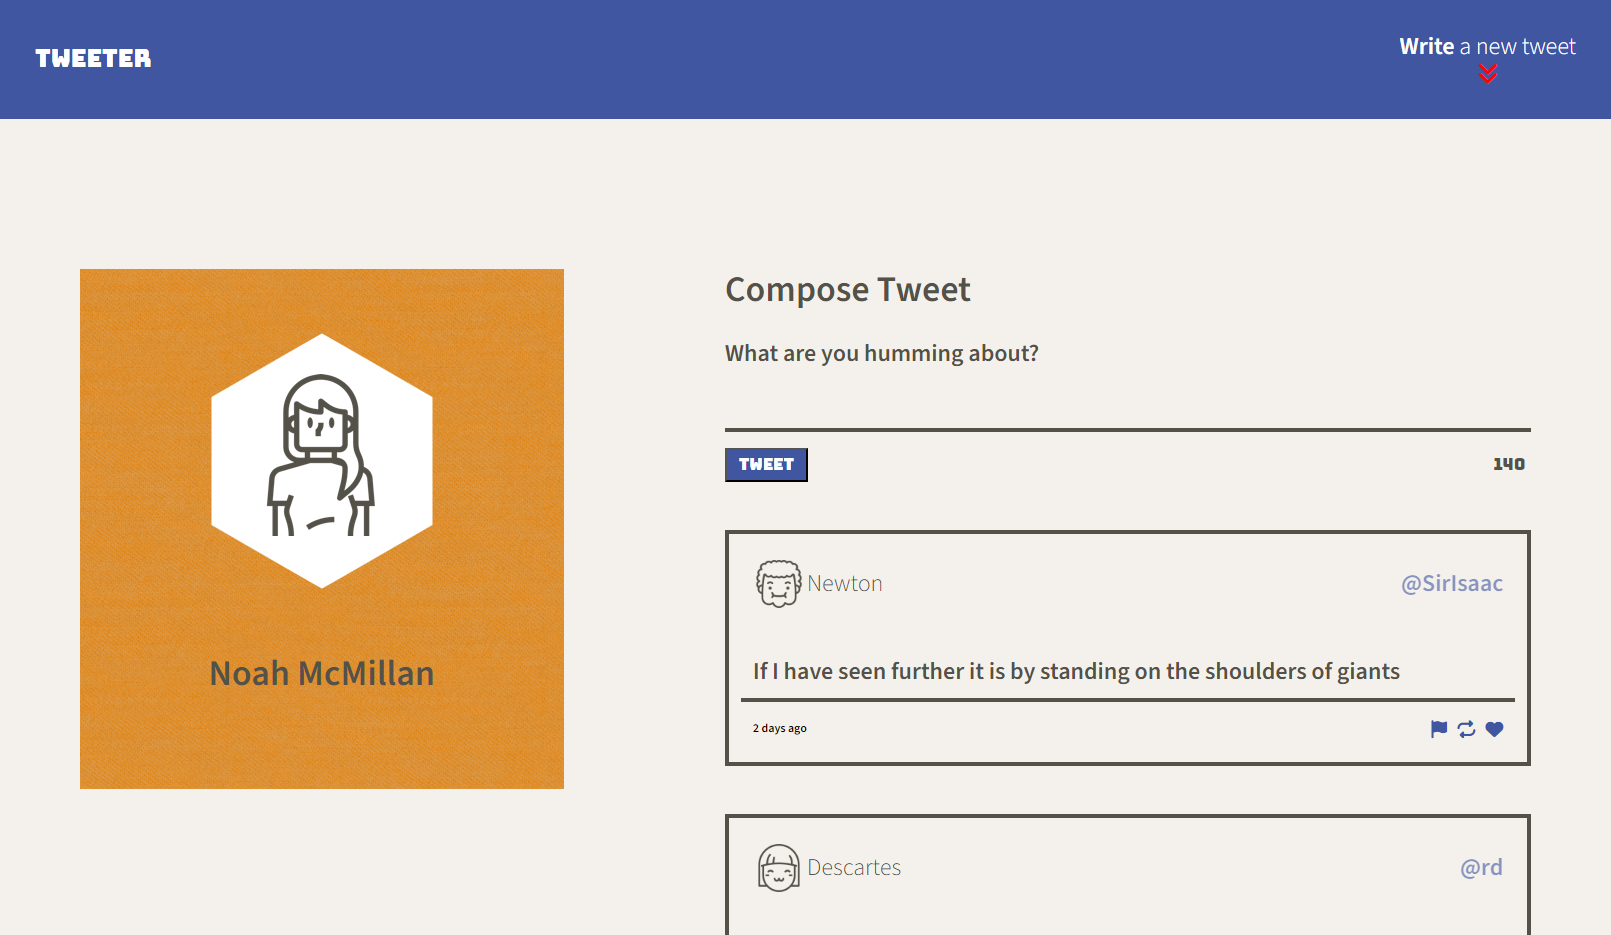 TWEETER
Write a new tweet
Noah McMillan
Compose Tweet
What are you humming about?
TWEET
140
Newton
@SirIsaac
If I have seen further it is by standing on the shoulders of giants
2 days ago
Descartes
@rd